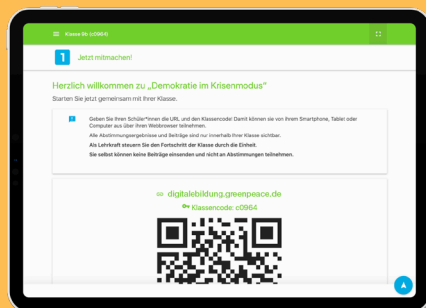 Klasse 9b (c0964)
1 Jetzt mitmachen!
Herzlich willkommen zu „Demokratie im Krisenmodus“
Starten Sie jetzt gemeinsam mit Ihrer Klasse.
Geben Sie Ihren Schüler*innen die URL und den Klassencode! Damit können sie von ihrem Smartphone, Tablet oder
Computer aus über ihren Webbrowser teilnehmen.
Alle Abstimmungsergebnisse und Beiträge sind nur innerhalb Ihrer Klasse sichtbar.
Als Lehrkraft steuern Sie den Fortschritt der Klasse durch die Einheit.
Sie selbst können keine Beiträge einsenden und nicht an Abstimmungen teilnehmen.
digitalebildung.greenpeace.de
Klassencode: c0964